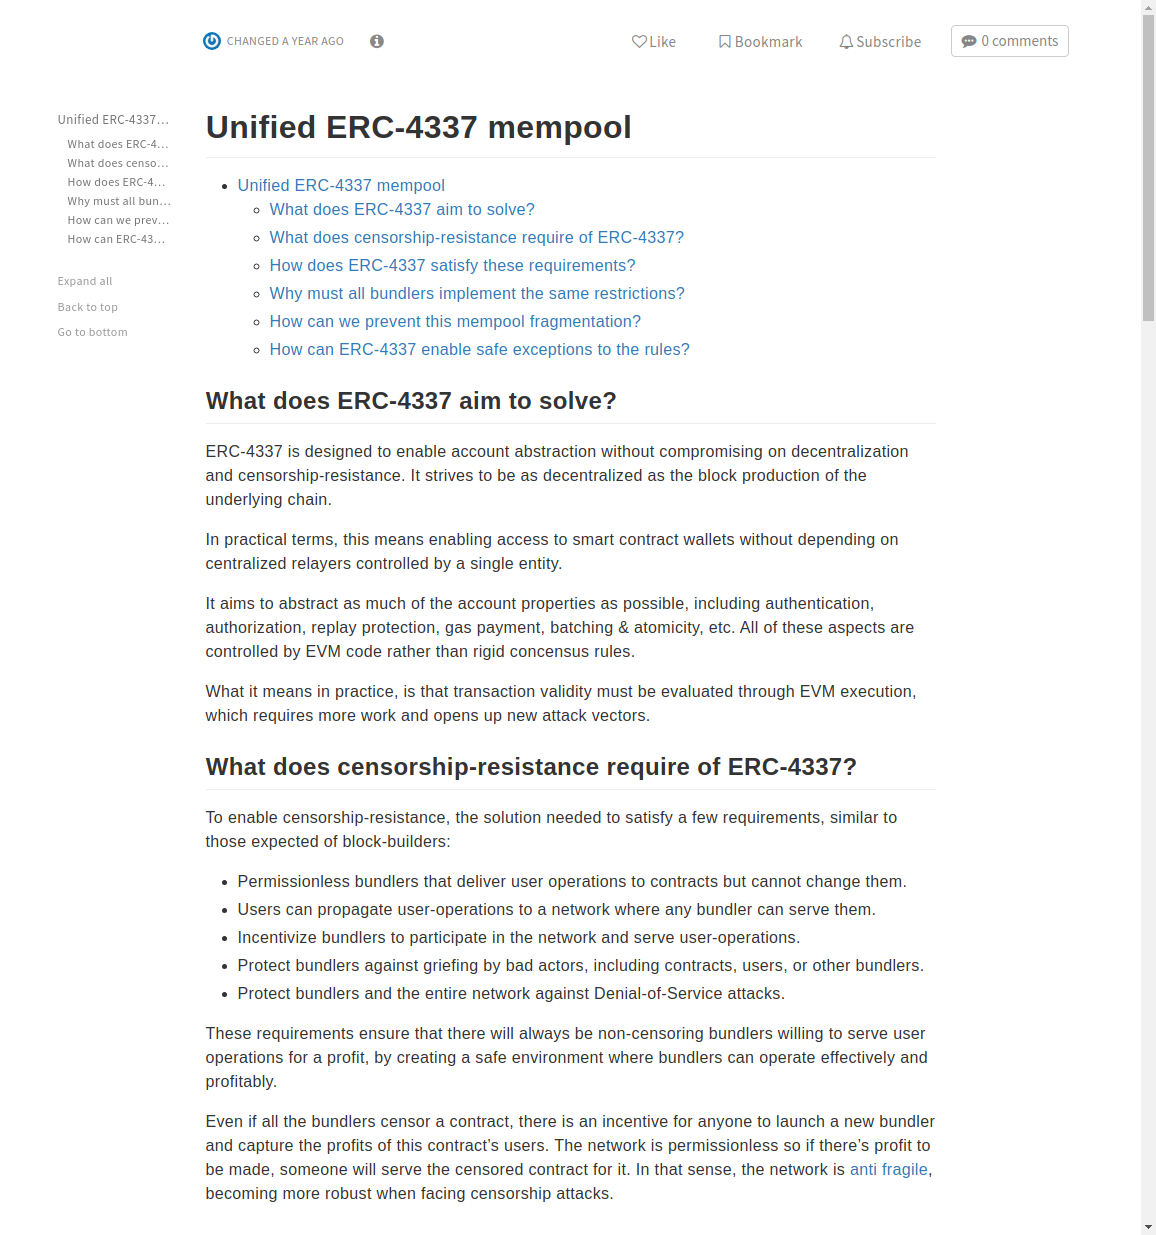 CHANGED A YEAR AGO
Like
Bookmark
Subscribe
0 comments
Unified ERC-4337…
What does ERC-4…
What does censo…
How does ERC-4…
Why must all bun…
How can we prev…
How can ERC-43…
Expand all
Back to top
Go to bottom
Unified ERC-4337 mempool
Unified ERC-4337 mempool
What does ERC-4337 aim to solve?
What does censorship-resistance require of ERC-4337?
How does ERC-4337 satisfy these requirements?
Why must all bundlers implement the same restrictions?
How can we prevent this mempool fragmentation?
How can ERC-4337 enable safe exceptions to the rules?
What does ERC-4337 aim to solve?
ERC-4337 is designed to enable account abstraction without compromising on decentralization
and censorship-resistance. It strives to be as decentralized as the block production of the
underlying chain.
In practical terms, this means enabling access to smart contract wallets without depending on
centralized relayers controlled by a single entity.
It aims to abstract as much of the account properties as possible, including authentication,
authorization, replay protection, gas payment, batching & atomicity, etc. All of these aspects are
controlled by EVM code rather than rigid concensus rules.
What it means in practice, is that transaction validity must be evaluated through EVM execution,
which requires more work and opens up new attack vectors.
What does censorship-resistance require of ERC-4337?
To enable censorship-resistance, the solution needed to satisfy a few requirements, similar to
those expected of block-builders:
Permissionless bundlers that deliver user operations to contracts but cannot change them.
Users can propagate user-operations to a network where any bundler can serve them.
Incentivize bundlers to participate in the network and serve user-operations.
Protect bundlers against griefing by bad actors, including contracts, users, or other bundlers.
Protect bundlers and the entire network against Denial-of-Service attacks.
These requirements ensure that there will always be non-censoring bundlers willing to serve user
operations for a profit, by creating a safe environment where bundlers can operate effectively and
profitably.
Even if all the bundlers censor a contract, there is an incentive for anyone to launch a new bundler
and capture the profits of this contract’s users. The network is permissionless so if there’s profit to
be made, someone will serve the censored contract for it. In that sense, the network is anti fragile,
becoming more robust when facing censorship attacks.